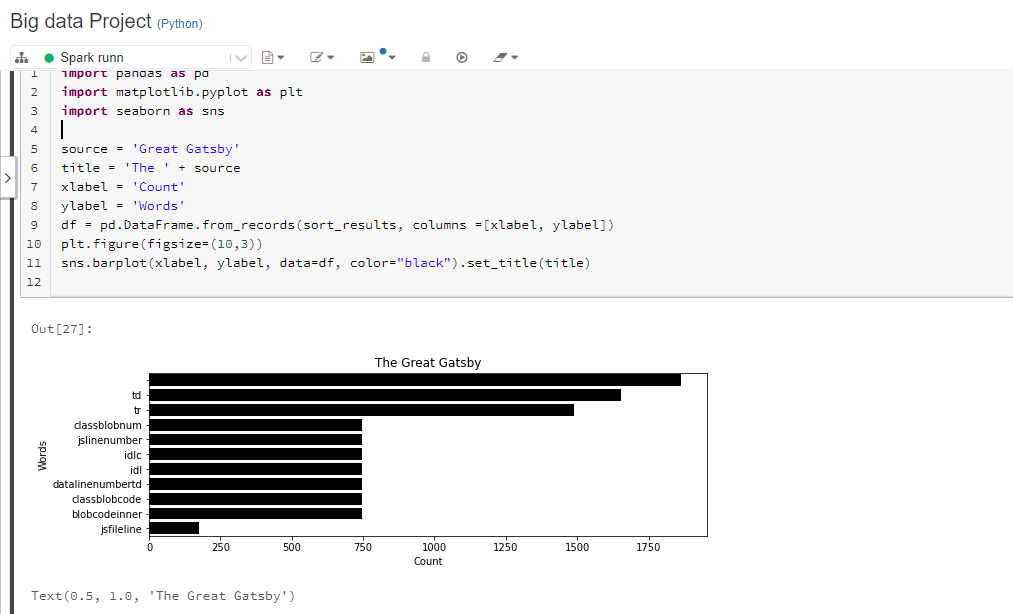 Big data Project (Python)
Spark runn
1 import pandas as pd
2 import matplotlib.pyplot as plt
3 import seaborn as sns
4
5 source = 'Great Gatsby'
6 title = 'The ' + source
7 xlabel = 'Count'
8 ylabel = 'Words'
9 df = pd.DataFrame.from_records(sort_results, columns =[xlabel, ylabel])
10 plt.figure(figsize=(10,3))
11 sns.barplot(xlabel, ylabel, data=df, color="black").set_title(title)
12
Out[27]:
The Great Gatsby
Words
td
tr
classblobnum
jslinenumber
idlc
idl
datalinenumbertd
classblobcode
blobcodeinner
jsfileline
0 250 500 750 1000 1250 1500 1750
Count
Text(0.5, 1.0, 'The Great Gatsby')